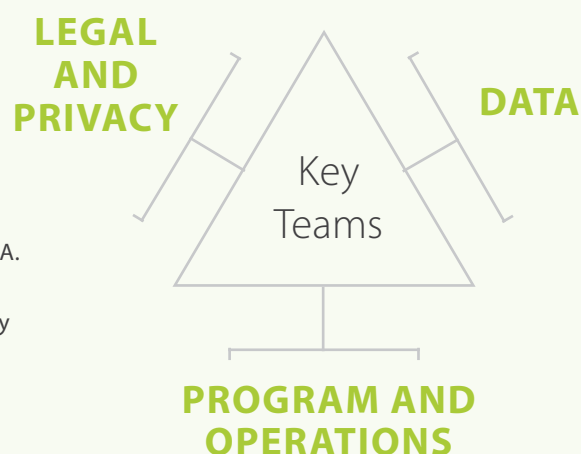 LEGAL
AND
PRIVACY
DATA
Key
Teams
A.
y
PROGRAM AND
OPERATIONS